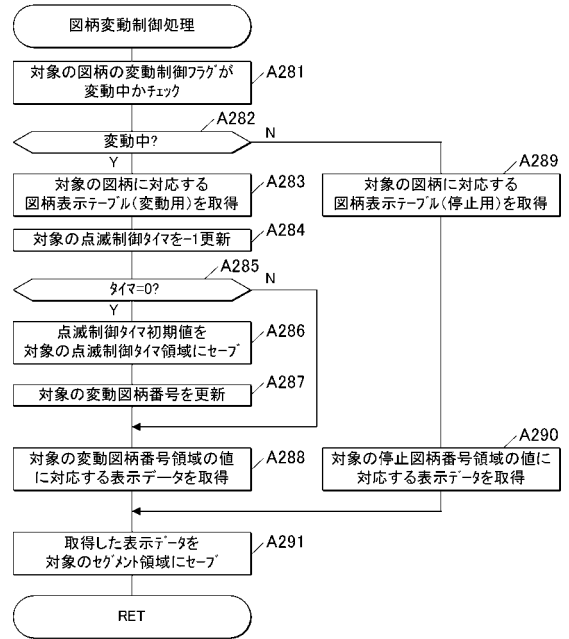 図柄変動制御処理
対象の図柄の変動制御フラグが
変動中かチェック
A281
A282
変動中?
N
Y
対象の図柄に対応する
図柄表示テーブル(変動用)を取得
A283
A289
対象の図柄に対応する
図柄表示テーブル(停止用)を取得
対象の点滅制御タイマを-1更新
A284
A285
タイマ=0?
N
Y
点滅制御タイマ初期値を
対象の点滅制御タイマ領域にセーブ
A286
対象の変動図柄番号を更新
A287
対象の変動図柄番号領域の値
に対応する表示データを取得
A288
A290
対象の停止図柄番号領域の値に
対応する表示データを取得
取得した表示データを
対象のセグメント領域にセーブ
A291
RET